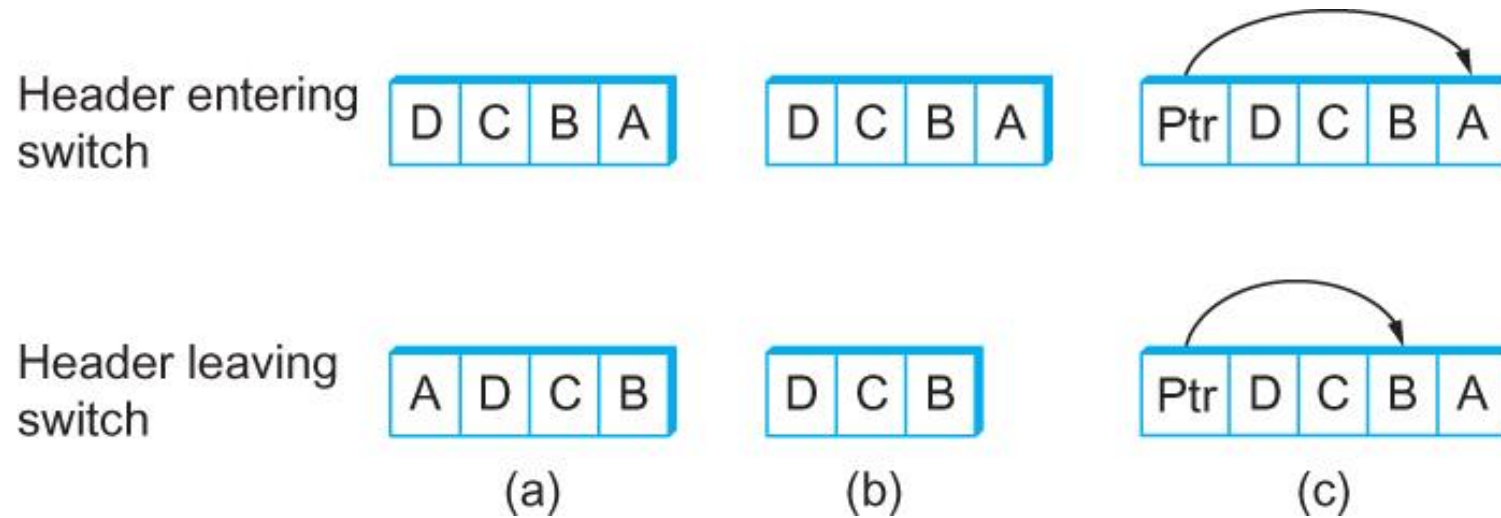 Header entering
switch
D C B A
D C B A
Ptr D C B A
Header leaving
switch
A D C B
D C B
Ptr D C B A
(a)
(b)
(c)